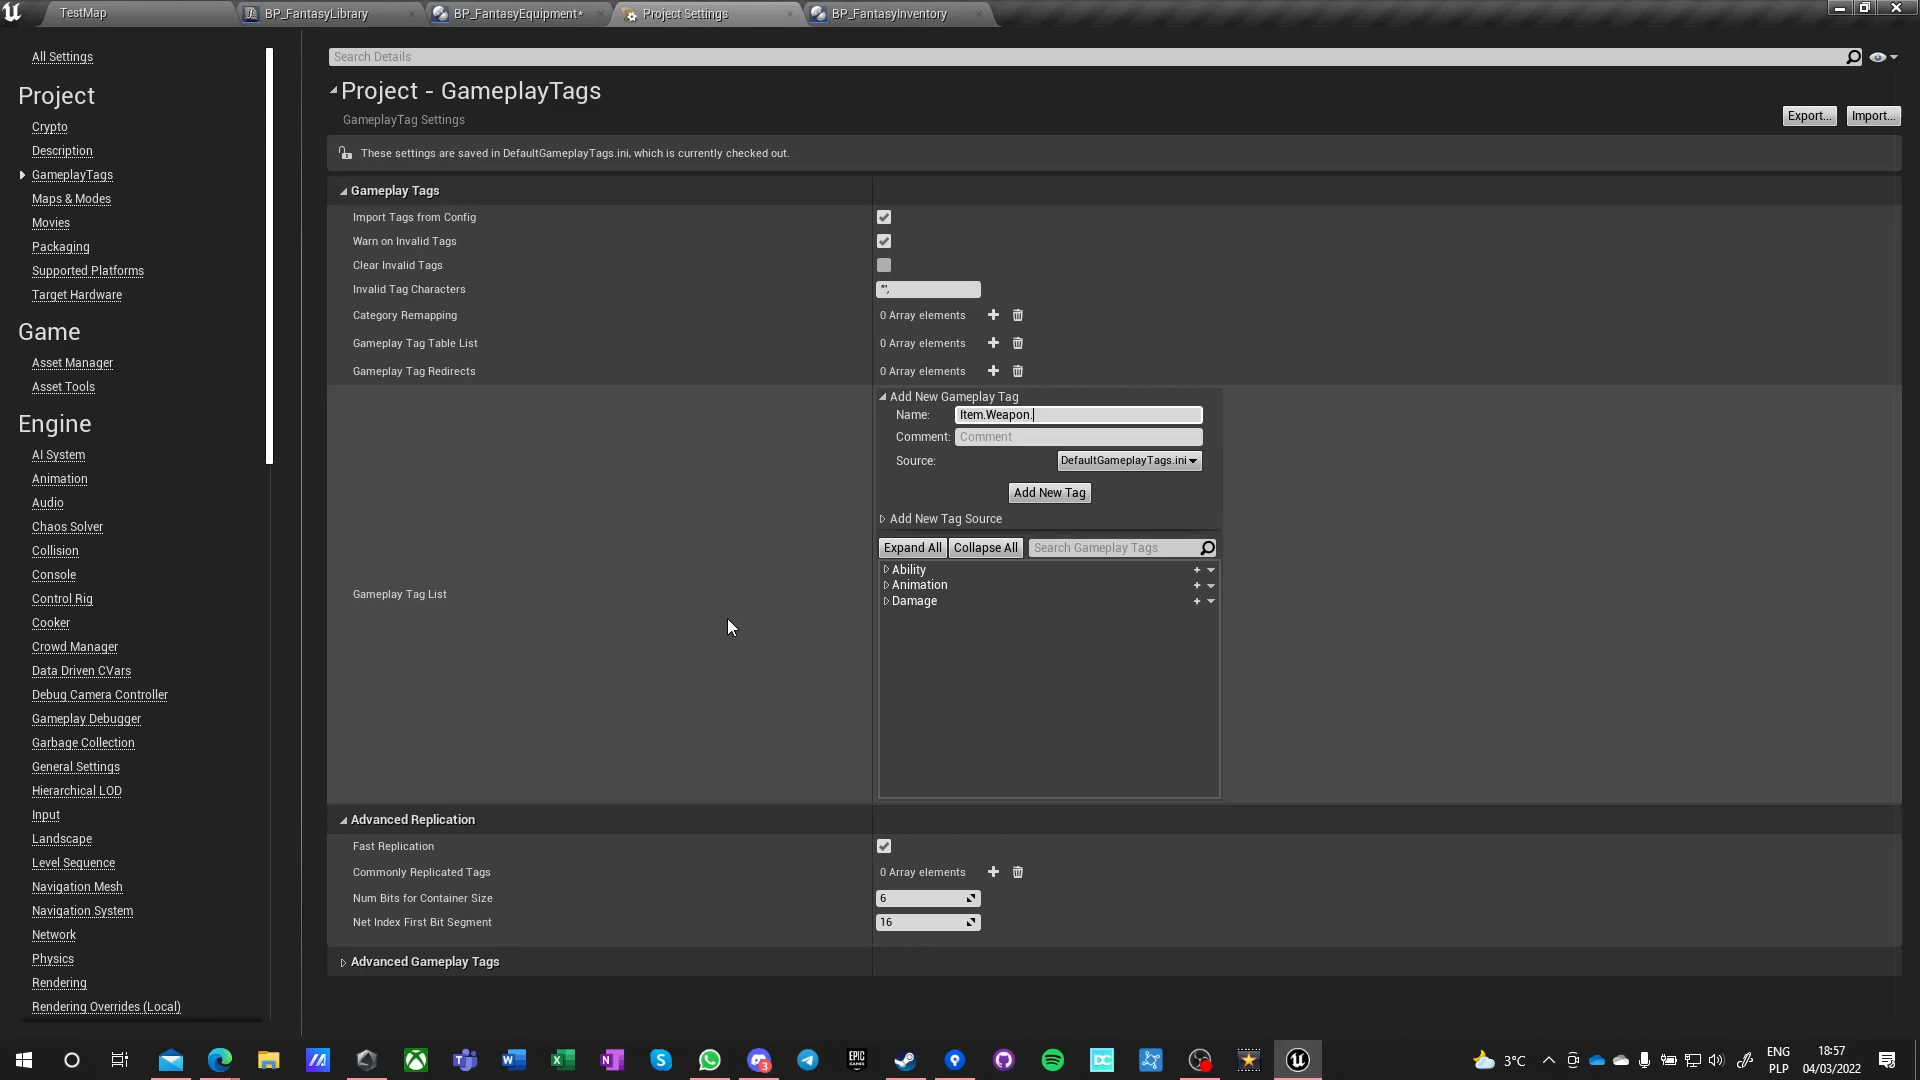 TestMap
BP_FantasyLibrary
BP_FantasyEquipment*
Project Settings
BP_FantasyInventory
All Settings
Project
Crypto
Description
GameplayTags
Maps & Modes
Movies
Packaging
Supported Platforms
Target Hardware
Game
Asset Manager
Asset Tools
Engine
AI System
Animation
Audio
Chaos Solver
Collision
Console
Control Rig
Cooker
Crowd Manager
Data Driven CVars
Debug Camera Controller
Gameplay Debugger
Garbage Collection
General Settings
Hierarchical LOD
Input
Landscape
Level Sequence
Navigation Mesh
Navigation System
Network
Physics
Rendering
Rendering Overrides (Local)
Search Details
Project - GameplayTags
GameplayTag Settings
Export...
Import...
These settings are saved in DefaultGameplayTags.ini, which is currently checked out.
Gameplay Tags
Import Tags from Config
Warn on Invalid Tags
Clear Invalid Tags
Invalid Tag Characters
"',
Category Remapping
0 Array elements
Gameplay Tag Table List
0 Array elements
Gameplay Tag Redirects
0 Array elements
Gameplay Tag List
Add New Gameplay Tag
Name:
Item.Weapon.
Comment:
Comment
Source:
DefaultGameplayTags.ini
Add New Tag
Add New Tag Source
Expand All
Collapse All
Search Gameplay Tags
Ability
Animation
Damage
Advanced Replication
Fast Replication
Commonly Replicated Tags
0 Array elements
Num Bits for Container Size
6
Net Index First Bit Segment
16
Advanced Gameplay Tags
EPIC
GAMES
DC
3
3°C
ENG
PLP
18:57
04/03/2022